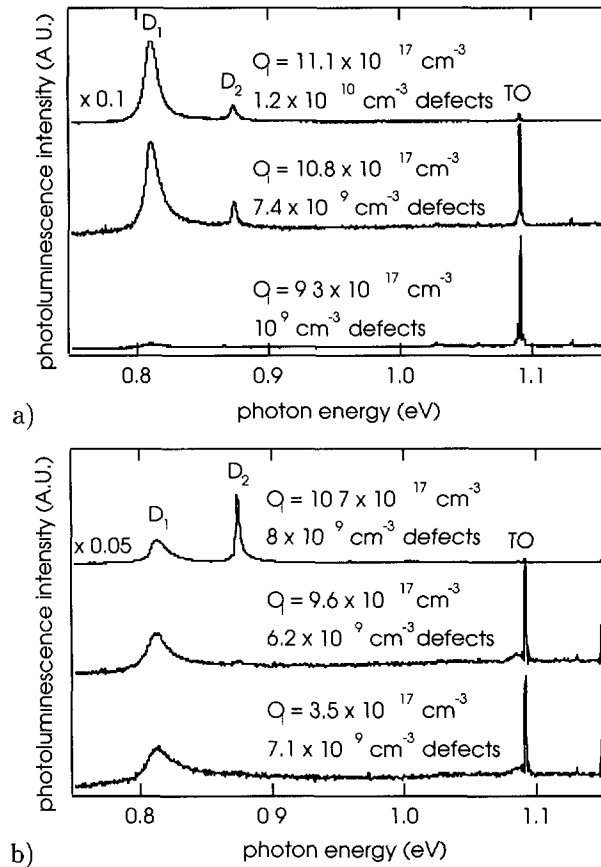 photoluminescence intensity (A U.)
D1
x 0.1
D2
Oi = 11.1 x 10 17 cm-3
1.2 x 10 10 cm-3 defects
TO
Oi = 10.8 x 10 17 cm-3
7.4 x 10 9 cm-3 defects
Oi = 9 3 x 10 17 cm-3
10 9 cm-3 defects
0.8 0.9 1.0 1.1
photon energy (eV)
a)
photoluminescence intensity (A.U.)
D1
x 0.05
D2
Oi = 10 7 x 10 17 cm-3
8 x 10 9 cm-3 defects
TO
Oi = 9.6 x 10 17 cm-3
6.2 x 10 9 cm-3 defects
Oi = 3.5 x 10 17 cm-3
7.1 x 10 9 cm-3 defects
0.8 0.9 1.0 1.1
photon energy (eV)
b)